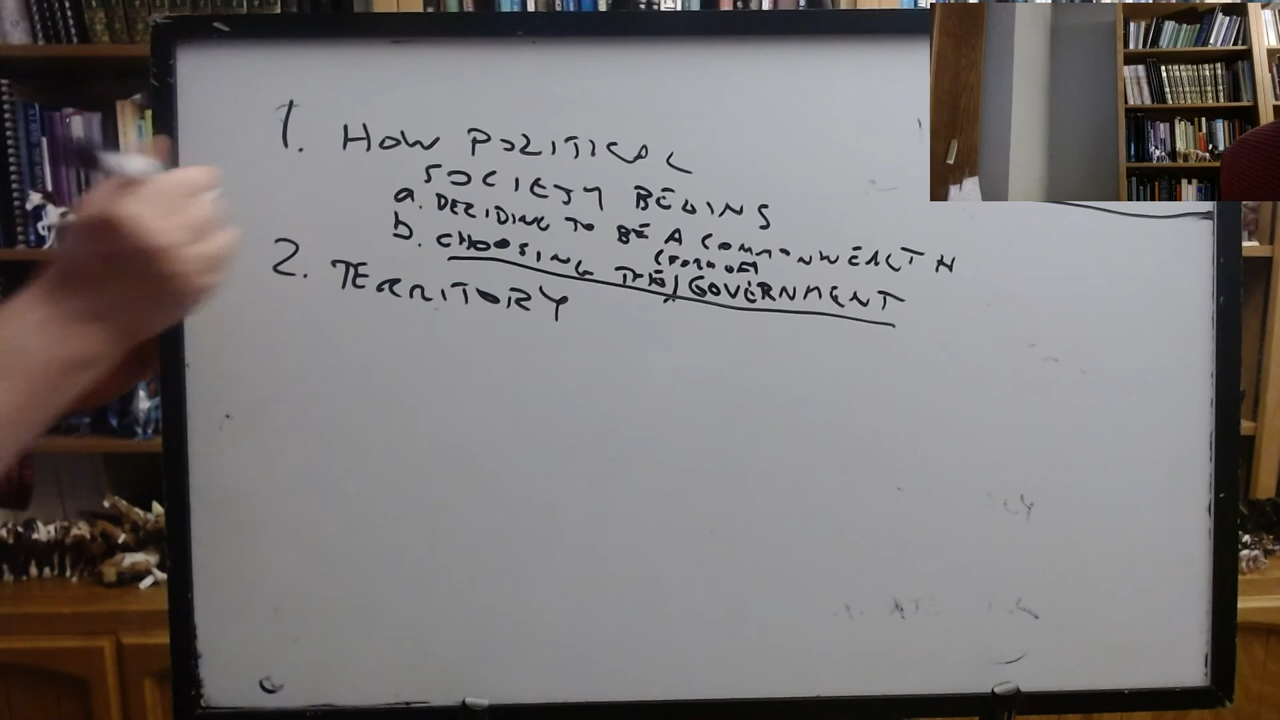 1. HOW POLITICAL
SOCIETY BEGINS
a. DECIDING TO BE A COMMONWEALTH
b. CHOOSING THE (FORM OF) GOVERNMENT
2. TERRITORY